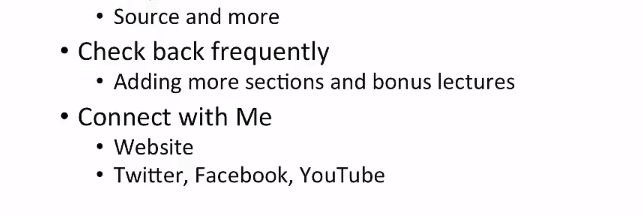 • Source and more
• Check back frequently
• Adding more sections and bonus lectures
• Connect with Me
• Website
• Twitter, Facebook, YouTube